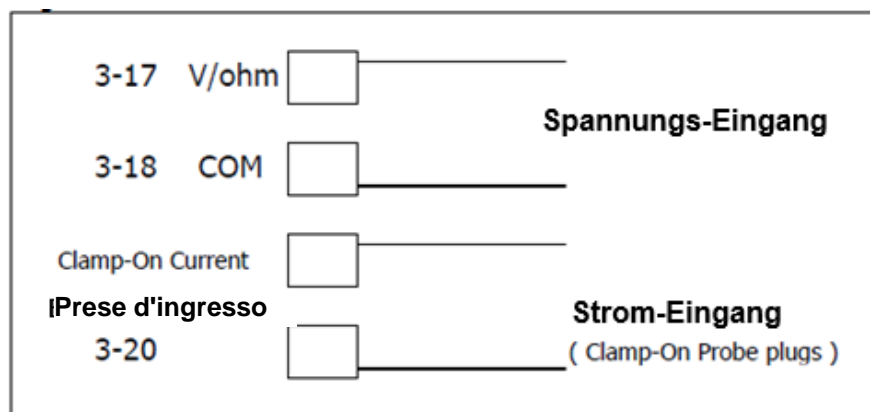 3-17 V/ohm
Spannungs-Eingang
3-18 COM
Clamp-On Current
Prese d'ingresso
Strom-Eingang
3-20
( Clamp-On Probe plugs )